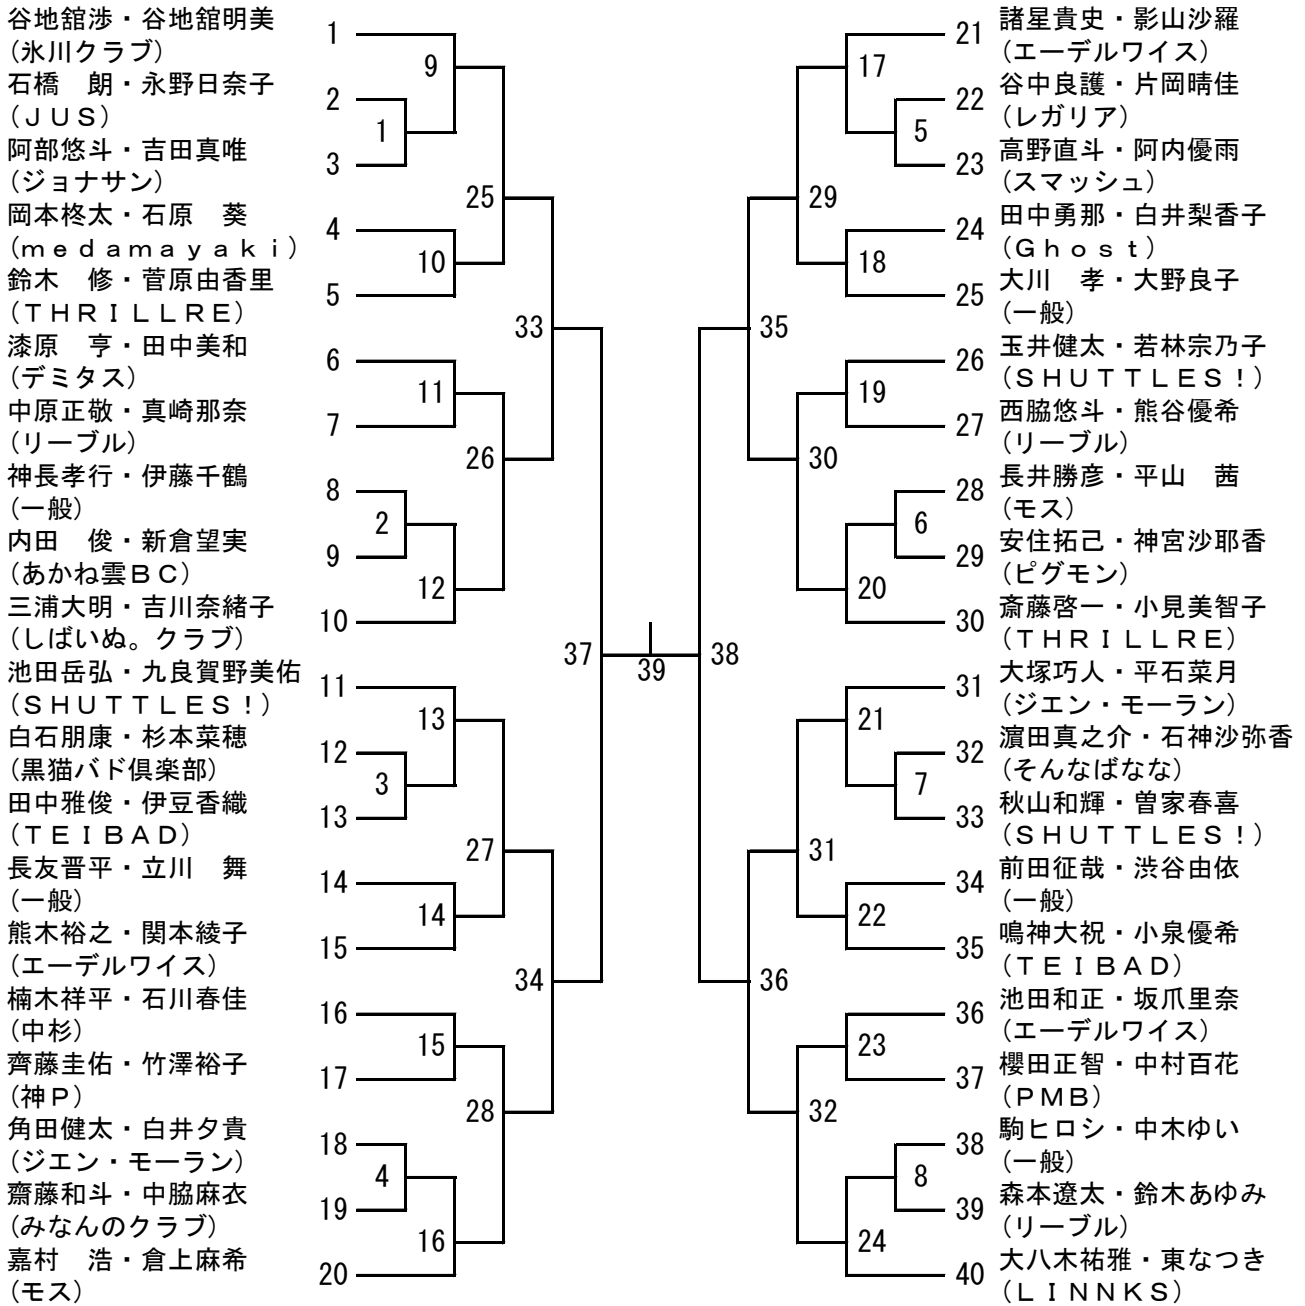 谷地舘渉・谷地舘明美
1
(氷川クラブ)
9
石橋　朗・永野日奈子
2
(ＪＵＳ)
1
阿部悠斗・吉田真唯
3
(ジョナサン)
25
岡本柊太・石原　葵
4
(ｍｅｄａｍａｙａｋｉ)
10
鈴木　修・菅原由香里
5
(ＴＨＲＩＬＬＲＥ)
33
漆原　亨・田中美和
6
(デミタス)
11
中原正敬・真崎那奈
7
(リーブル)
26
神長孝行・伊藤千鶴
8
(一般)
2
内田　俊・新倉望実
9
(あかね雲ＢＣ)
12
三浦大明・吉川奈緒子
10
(しばいぬ。クラブ)
37
池田岳弘・九良賀野美佑
11
(ＳＨＵＴＴＬＥＳ！)
13
白石朋康・杉本菜穂
12
(黒猫バド倶楽部)
3
田中雅俊・伊豆香織
13
(ＴＥＩＢＡＤ)
27
長友晋平・立川　舞
14
(一般)
14
熊木裕之・関本綾子
15
(エーデルワイス)
34
楠木祥平・石川春佳
16
(中杉)
15
齊藤圭佑・竹澤裕子
17
(神Ｐ)
28
角田健太・白井夕貴
18
(ジエン・モーラン)
4
齋藤和斗・中脇麻衣
19
(みなんのクラブ)
16
嘉村　浩・倉上麻希
20
(モス)
39
21
諸星貴史・影山沙羅
(エーデルワイス)
17
22
谷中良護・片岡晴佳
(レガリア)
5
23
高野直斗・阿内優雨
(スマッシュ)
29
24
田中勇那・白井梨香子
(Ｇｈｏｓｔ)
18
25
大川　孝・大野良子
(一般)
35
26
玉井健太・若林宗乃子
(ＳＨＵＴＴＬＥＳ！)
19
27
西脇悠斗・熊谷優希
(リーブル)
30
28
長井勝彦・平山　茜
(モス)
6
29
安住拓己・神宮沙耶香
(ピグモン)
20
30
斎藤啓一・小見美智子
(ＴＨＲＩＬＬＲＥ)
38
31
大塚巧人・平石菜月
(ジエン・モーラン)
21
32
濵田真之介・石神沙弥香
(そんなばなな)
7
33
秋山和輝・曽家春喜
(ＳＨＵＴＴＬＥＳ！)
31
34
前田征哉・渋谷由依
(一般)
22
35
鳴神大祝・小泉優希
(ＴＥＩＢＡＤ)
36
36
池田和正・坂爪里奈
(エーデルワイス)
23
37
櫻田正智・中村百花
(ＰＭＢ)
32
38
駒ヒロシ・中木ゆい
(一般)
8
39
森本遼太・鈴木あゆみ
(リーブル)
24
40
大八木祐雅・東なつき
(ＬＩＮＮＫＳ)